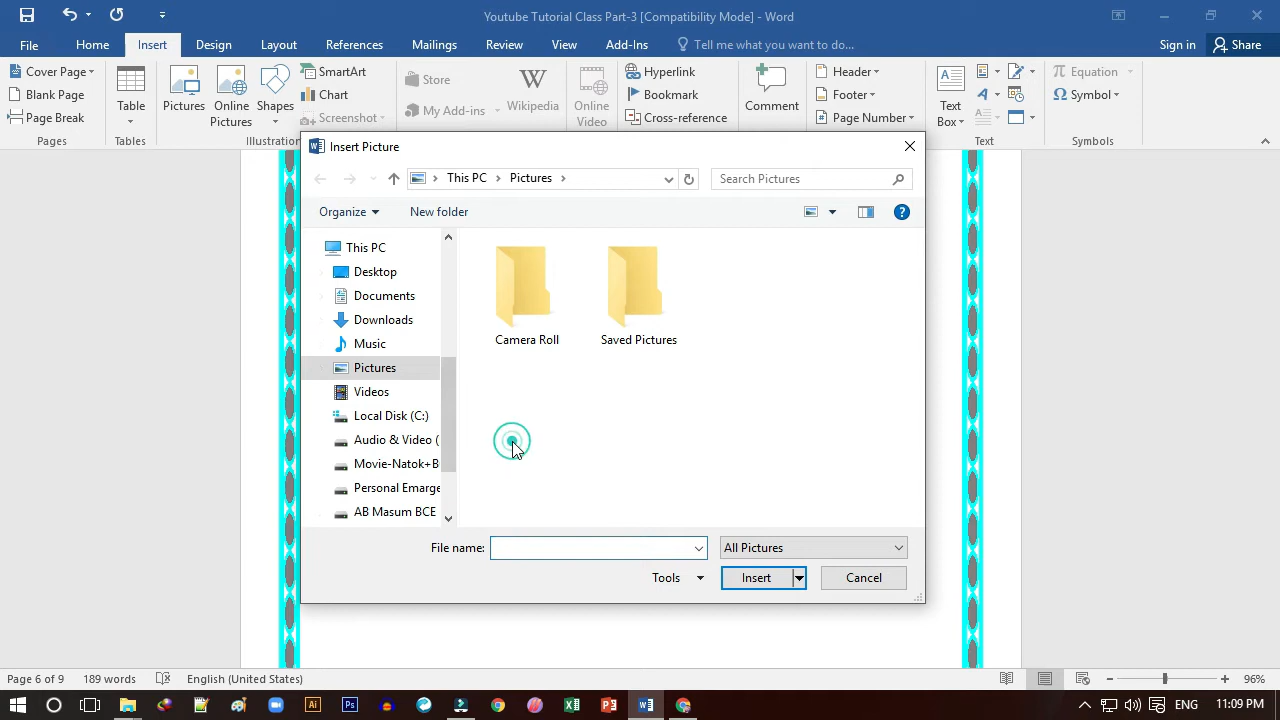 Youtube Tutorial Class Part-3 [Compatibility Mode] - Word
File Home Insert Design Layout References Mailings Review View Add-Ins Tell me what you want to do... Sign in Share
Cover Page
Blank Page
Page Break
Pages
Table
Tables
Pictures
Online Pictures
Shapes
SmartArt
Chart
Screenshot
Store
My Add-ins
Wikipedia
Online Video
Hyperlink
Bookmark
Cross-reference
Comment
Header
Footer
Page Number
Text Box
Text
Equation
Symbol
Symbols
Insert Picture
This PC > Pictures >
Search Pictures
Organize New folder
This PC
Desktop
Documents
Downloads
Music
Pictures
Videos
Local Disk (C:)
Audio & Video (
Movie-Natok+B
Personal Emarge
AB Masum BCE
Camera Roll
Saved Pictures
File name:
All Pictures
Tools
Insert
Cancel
Page 6 of 9 189 words English (United States) 96%
ENG 11:09 PM